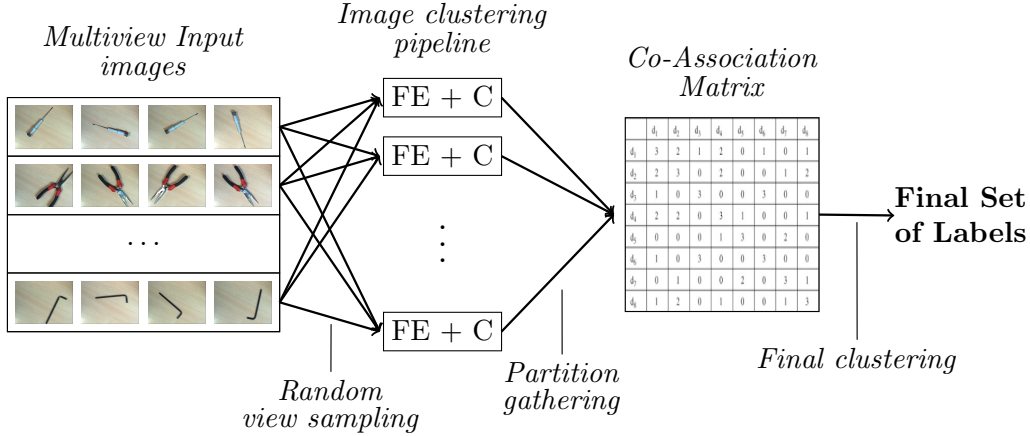 Multiview Input
images
Image clustering
pipeline
Co-Association
Matrix
FE + C
FE + C
FE + C
. . .
d1 d2 d3 d4 d5 d6 d7 d8
d1 3 2 1 2 0 1 0 1
d2 2 3 0 2 0 0 1 2
d3 1 0 3 0 0 3 0 0
d4 2 2 0 3 1 0 0 1
d5 0 0 0 1 3 0 2 0
d6 1 0 3 0 0 3 0 0
d7 0 1 0 0 2 0 3 1
d8 1 2 0 1 0 0 1 3
Final Set
of Labels
Random
view sampling
Partition
gathering
Final clustering